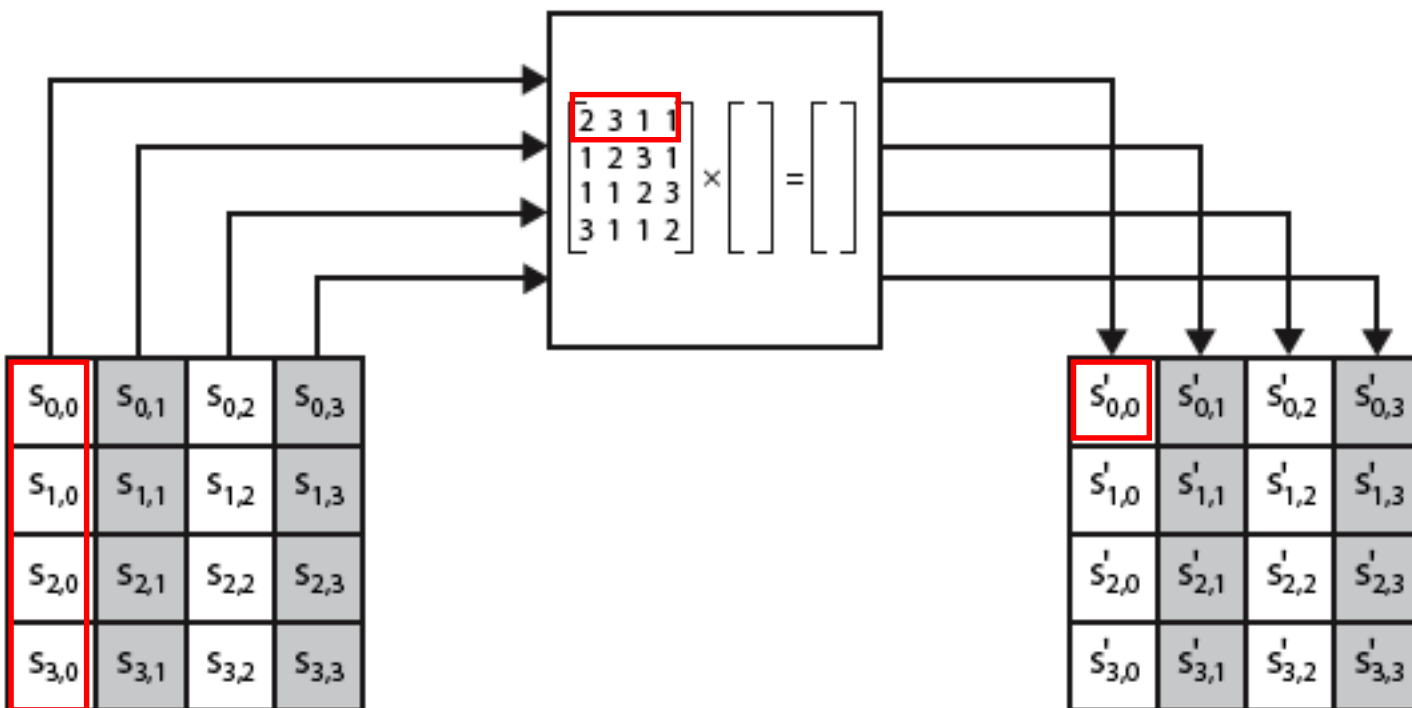 2 3 1 1
1 2 3 1
1 1 2 3
3 1 1 2
× =
S0,0 S0,1 S0,2 S0,3
S1,0 S1,1 S1,2 S1,3
S2,0 S2,1 S2,2 S2,3
S3,0 S3,1 S3,2 S3,3
S'0,0 S'0,1 S'0,2 S'0,3
S'1,0 S'1,1 S'1,2 S'1,3
S'2,0 S'2,1 S'2,2 S'2,3
S'3,0 S'3,1 S'3,2 S'3,3